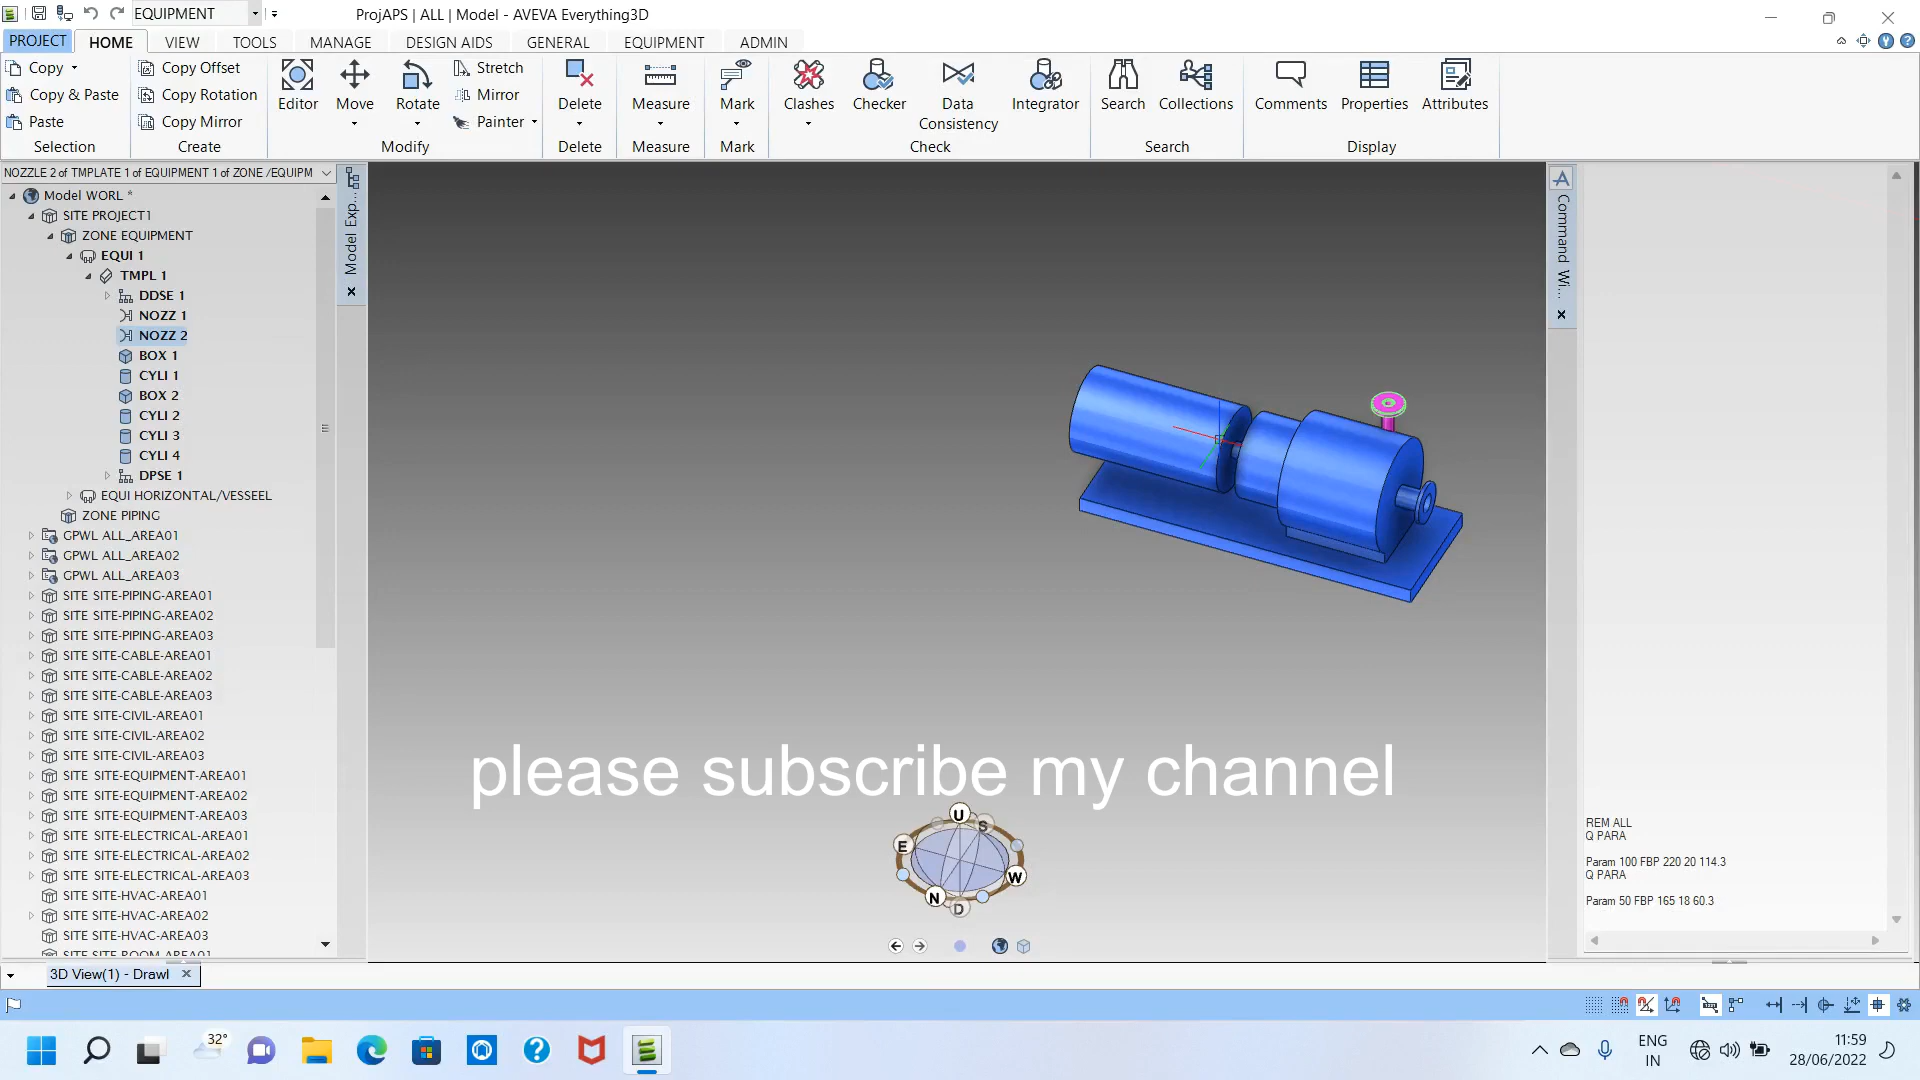 EQUIPMENT
ProjAPS | ALL | Model - AVEVA Everything3D
PROJECT
HOME
VIEW
TOOLS
MANAGE
DESIGN AIDS
GENERAL
EQUIPMENT
ADMIN
Copy
Copy & Paste
Paste
Selection
Copy Offset
Copy Rotation
Copy Mirror
Create
Editor
Move
Rotate
Stretch
Mirror
Painter
Modify
Delete
Delete
Measure
Measure
Mark
Mark
Clashes
Checker
Data
Consistency
Integrator
Check
Search
Collections
Search
Comments
Properties
Attributes
Display
NOZZLE 2 of TMPLATE 1 of EQUIPMENT 1 of ZONE /EQUIPM
Model WORL *
SITE PROJECT1
ZONE EQUIPMENT
EQUI 1
TMPL 1
DDSE 1
NOZZ 1
NOZZ 2
BOX 1
CYLI 1
BOX 2
CYLI 2
CYLI 3
CYLI 4
DPSE 1
EQUI HORIZONTAL/VESSEEL
ZONE PIPING
GPWL ALL_AREA01
GPWL ALL_AREA02
GPWL ALL_AREA03
SITE SITE-PIPING-AREA01
SITE SITE-PIPING-AREA02
SITE SITE-PIPING-AREA03
SITE SITE-CABLE-AREA01
SITE SITE-CABLE-AREA02
SITE SITE-CABLE-AREA03
SITE SITE-CIVIL-AREA01
SITE SITE-CIVIL-AREA02
SITE SITE-CIVIL-AREA03
SITE SITE-EQUIPMENT-AREA01
SITE SITE-EQUIPMENT-AREA02
SITE SITE-EQUIPMENT-AREA03
SITE SITE-ELECTRICAL-AREA01
SITE SITE-ELECTRICAL-AREA02
SITE SITE-ELECTRICAL-AREA03
SITE SITE-HVAC-AREA01
SITE SITE-HVAC-AREA02
SITE SITE-HVAC-AREA03
SITE SITE-ROOM-AREA01
Model Exp...
please subscribe my channel
U
S
E
W
N
D
Command Wi...
REM ALL
Q PARA
Param 100 FBP 220 20 114.3
Q PARA
Param 50 FBP 165 18 60.3
3D View(1) - Drawl
32°
ENG
IN
11:59
28/06/2022